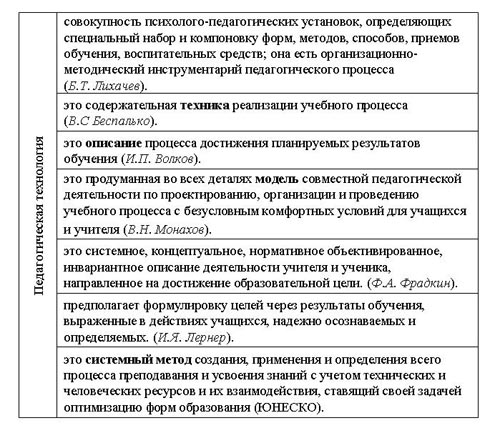 Педагогическая технология
совокупность психолого-педагогических установок, определяющих
специальный набор и компоновку форм, методов, способов, приемов
обучения, воспитательных средств; она есть организационно-
методический инструментарий педагогического процесса
(Б.Т. Лихачев).
это содержательная техника реализации учебного процесса
(В.С Беспалько).
это описание процесса достижения планируемых результатов
обучения (И.П. Волков).
это продуманная во всех деталях модель совместной педагогической
деятельности по проектированию, организации и проведению
учебного процесса с безусловным комфортных условий для учащихся
и учителя (В.Н. Монахов).
это системное, концептуальное, нормативное объективированное,
инвариантное описание деятельности учителя и ученика,
направленное на достижение образовательной цели. (Ф.А. Фрадкин).
предполагает формулировку целей через результаты обучения,
выраженные в действиях учащихся, надежно осознаваемых и
определяемых. (И.Я. Лернер).
это системный метод создания, применения и определения всего
процесса преподавания и усвоения знаний с учетом технических и
человеческих ресурсов и их взаимодействия, ставящий своей задачей
оптимизацию форм образования (ЮНЕСКО).